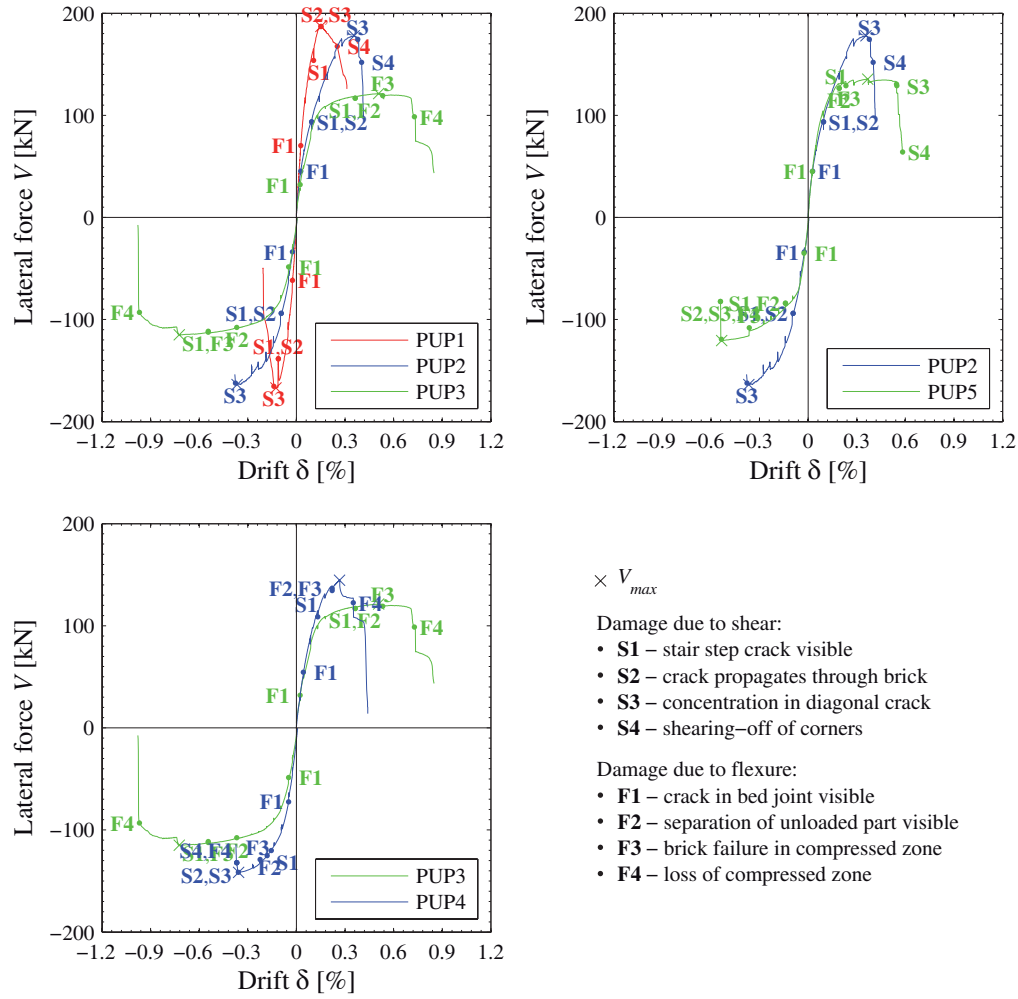 200
100
0
−100
−200
Lateral force V [kN]
S2,S3
S3
S4
S4
S1
F3
S1,F2
F4
S1,S2
F1
F1
F1
F1
F1
F1
S1,S2
F4
F2
S1,F3
S1,S2
S3
S3
PUP1
PUP2
PUP3
−1.2 −0.9 −0.6 −0.3 0 0.3 0.6 0.9 1.2
Drift δ [%]
200
100
0
−100
−200
Lateral force V [kN]
S3
S4
S1
F3
F2
S3
S1,S2
S4
F1
F1
F1
F1
S1,F2
S2,S3,
S1,S2
S3
PUP2
PUP5
−1.2 −0.9 −0.6 −0.3 0 0.3 0.6 0.9 1.2
Drift δ [%]
200
100
0
−100
−200
Lateral force V [kN]
F2,F3
F3
F4
S1
S1,F2
F4
F1
F1
F1
F1
F4
F3
S4,F4
F2
S1,F3
F2
S1
S2,S3
PUP3
PUP4
−1.2 −0.9 −0.6 −0.3 0 0.3 0.6 0.9 1.2
Drift δ [%]
× Vmax
Damage due to shear:
• S1 – stair step crack visible
• S2 – crack propagates through brick
• S3 – concentration in diagonal crack
• S4 – shearing−off of corners
Damage due to flexure:
• F1 – crack in bed joint visible
• F2 – separation of unloaded part visible
• F3 – brick failure in compressed zone
• F4 – loss of compressed zone